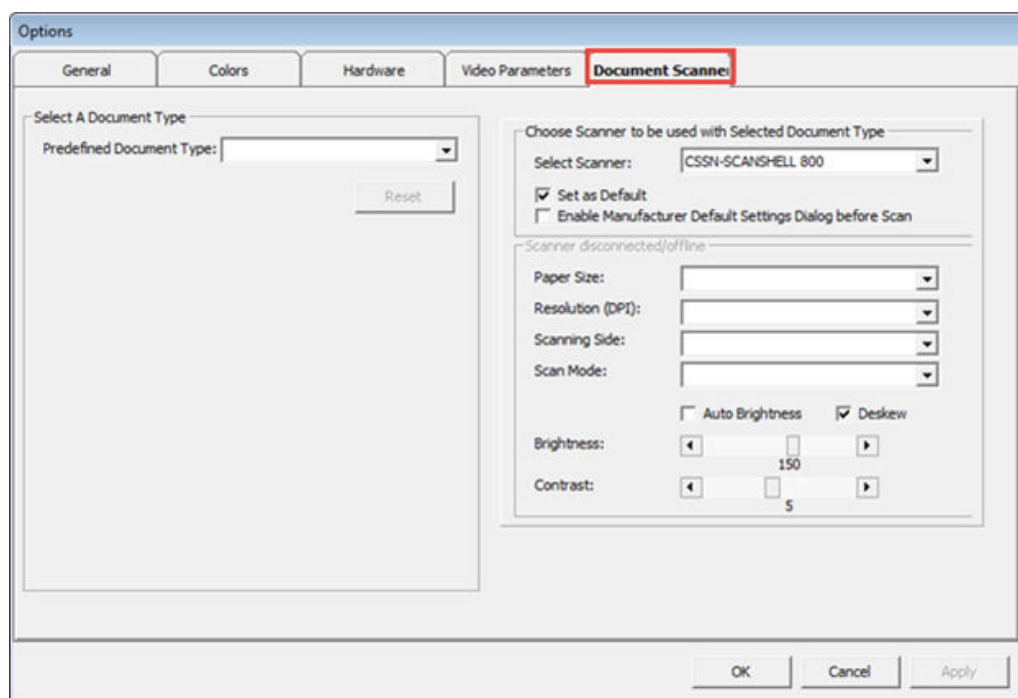 Options
General Colors Hardware Video Parameters Document Scanner
Select A Document Type
Predefined Document Type:
Reset
Choose Scanner to be used with Selected Document Type
Select Scanner: CSSN-SCANSHELL 800
Set as Default
Enable Manufacturer Default Settings Dialog before Scan
Scanner disconnected/offline
Paper Size:
Resolution (DPI):
Scanning Side:
Scan Mode:
Auto Brightness Deskew
Brightness:
150
Contrast:
5
OK Cancel Apply